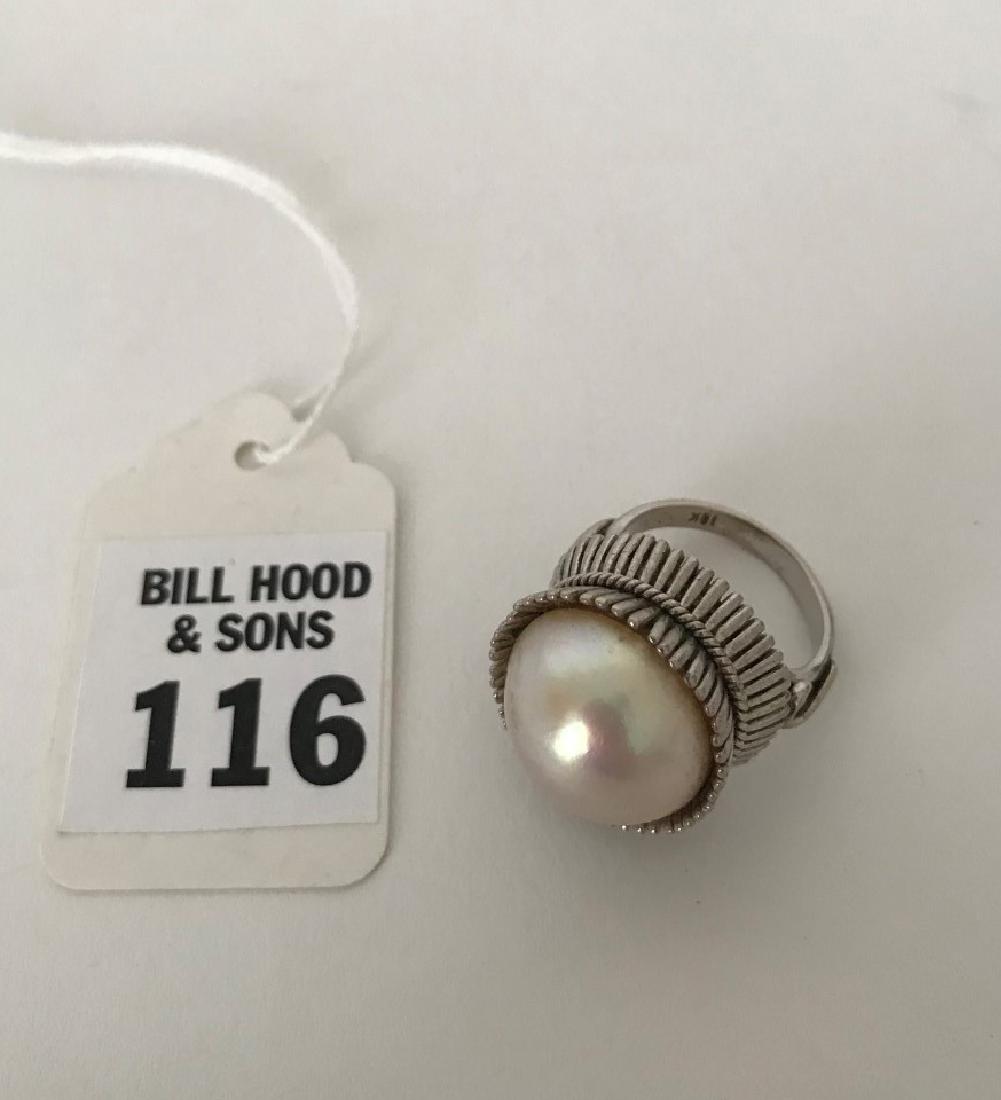 BILL HOOD
& SONS
116
18K